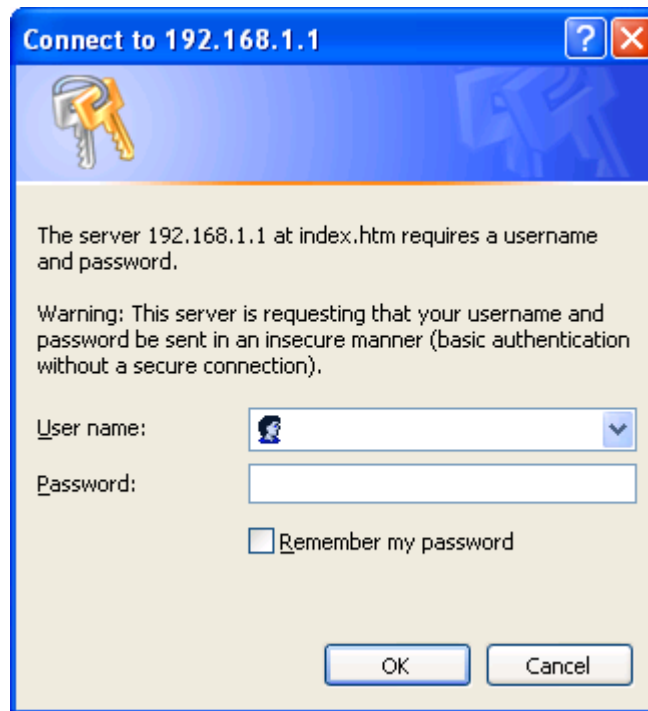 Connect to 192.168.1.1
?
The server 192.168.1.1 at index.htm requires a username
and password.
Warning: This server is requesting that your username and
password be sent in an insecure manner (basic authentication
without a secure connection).
User name:
Password:
Remember my password
OK Cancel